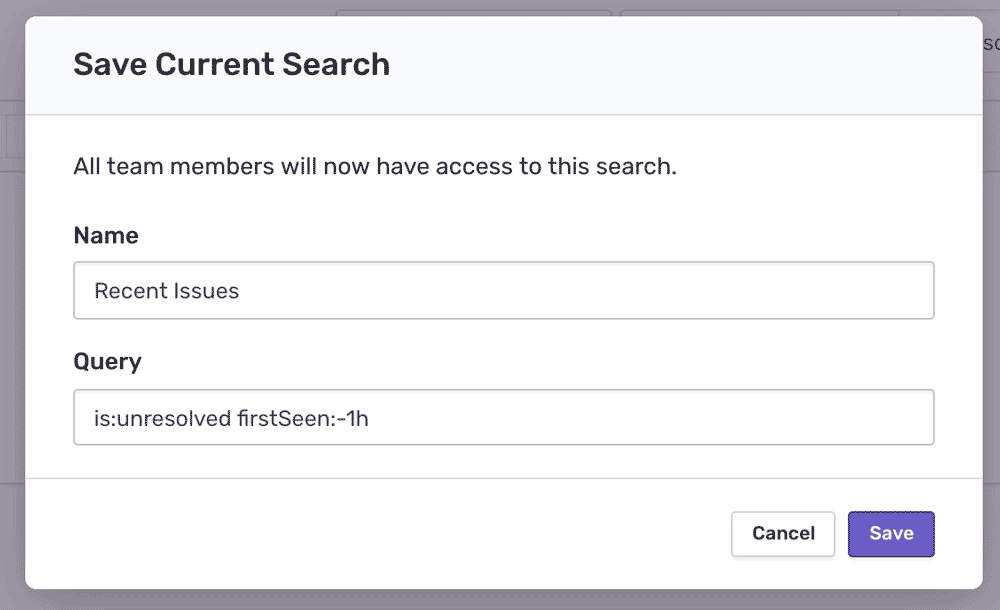 Save Current Search
All team members will now have access to this search.
Name
Recent Issues
Query
is:unresolved firstSeen:-1h
Cancel
Save